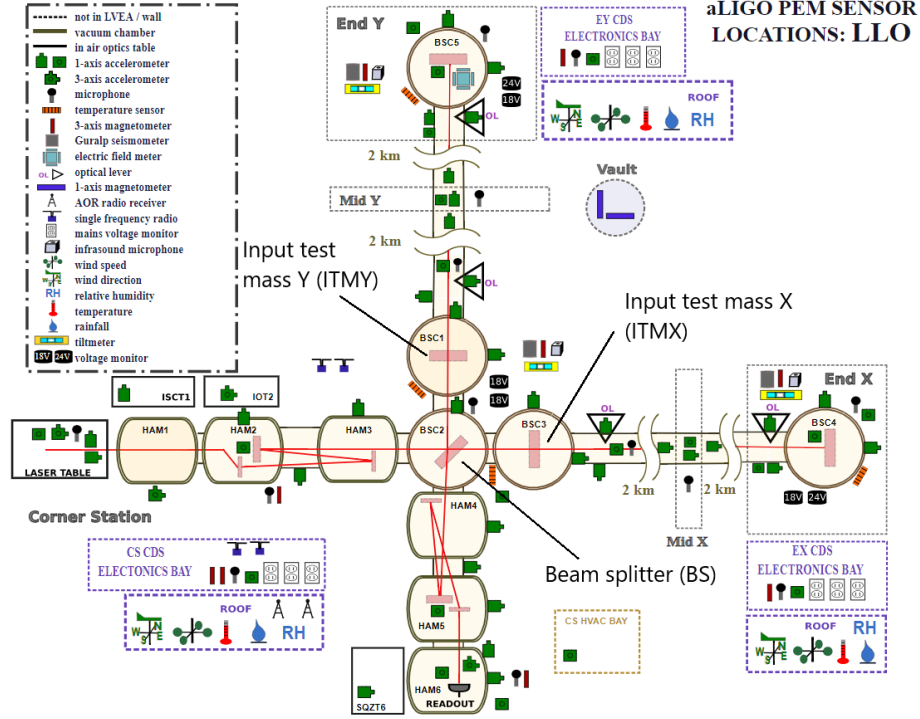 aLIGO PEM SENSOR
LOCATIONS: LLO
not in LVEA / wall
vacuum chamber
in air optics table
1-axis accelerometer
3-axis accelerometer
microphone
temperature sensor
3-axis magnetometer
Guralp seismometer
electric field meter
OL optical lever
1-axis magnetometer
AOR radio receiver
single frequency radio
mains voltage monitor
infrasound microphone
wind speed
W N S E wind direction
RH relative humidity
temperature
rainfall
tiltmeter
18V 24V voltage monitor
End Y
BSC5
24V
18V
OL
2 km
EY CDS
ELECTRONICS BAY
ROOF
W N S E
RH
Mid Y
Vault
2 km
Input test
mass Y (ITMY)
OL
BSC1
18V
18V
Input test mass X
(ITMX)
ISCT1
IOT2
LASER TABLE
HAM1
HAM2
HAM3
BSC2
BSC3
OL
2 km
2 km
End X
OL
BSC4
18V 24V
Mid X
Corner Station
HAM4
Beam splitter (BS)
CS CDS
ELECTONICS BAY
ROOF
W N S E
RH
HAM5
CS HVAC BAY
SQZT6
HAM6
READOUT
EX CDS
ELECTRONICS BAY
ROOF
W N S E
RH